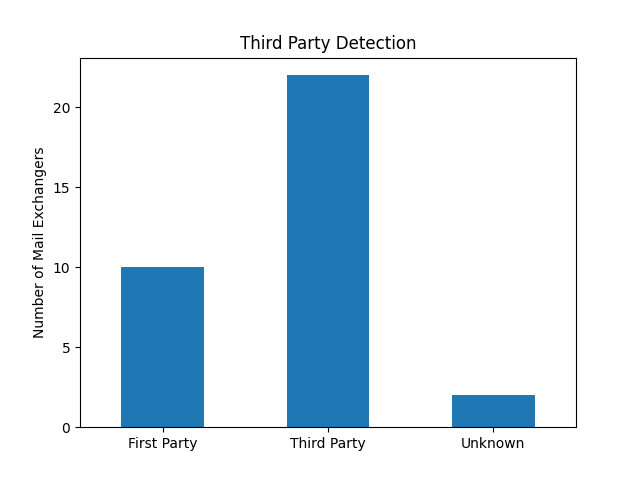 Third Party Detection
Number of Mail Exchangers
20
15
10
5
0
First Party
Third Party
Unknown